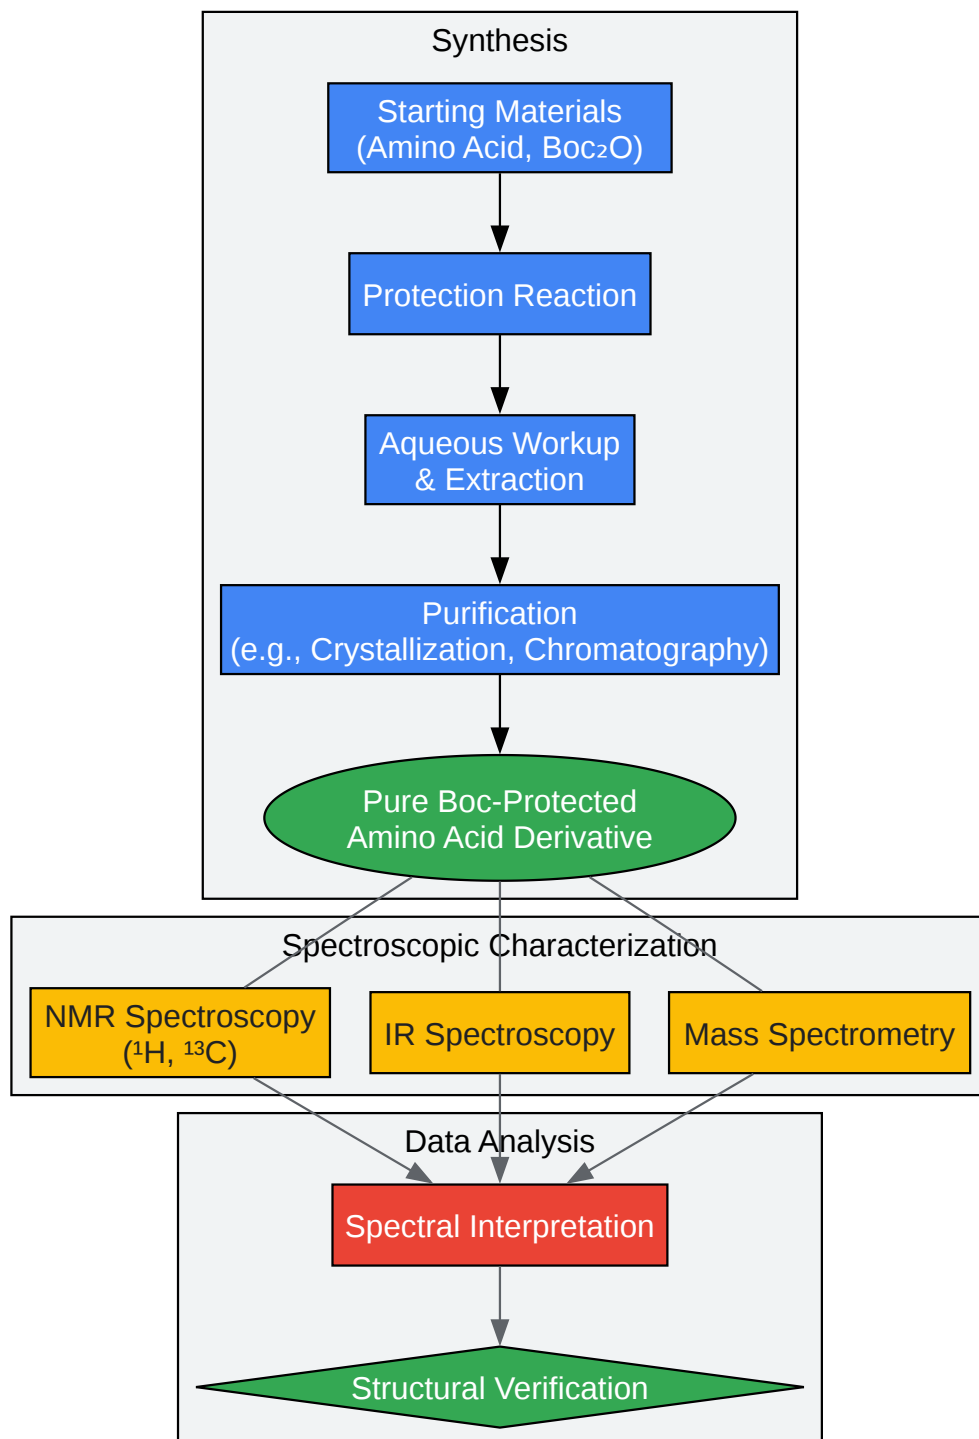 Synthesis
Starting Materials
(Amino Acid, Boc₂O)
Protection Reaction
Aqueous Workup
& Extraction
Purification
(e.g., Crystallization, Chromatography)
Pure Boc-Protected
Amino Acid Derivative
Spectroscopic Characterization
NMR Spectroscopy
(¹H, ¹³C)
IR Spectroscopy
Mass Spectrometry
Data Analysis
Spectral Interpretation
Structural Verification